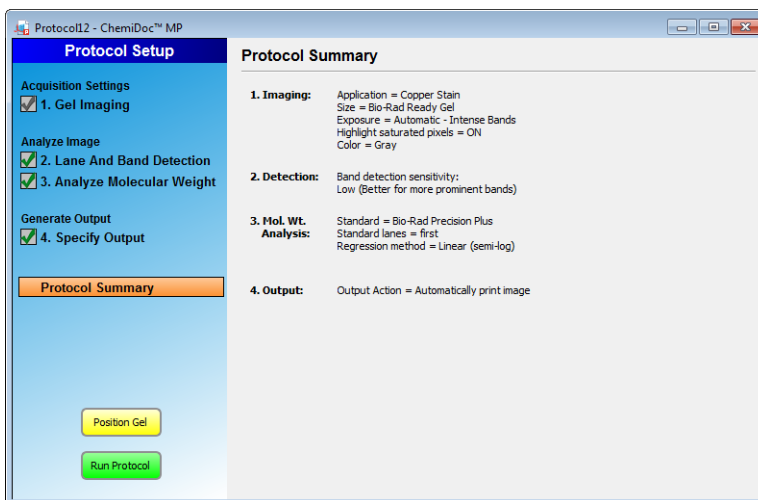 Protocol12 - ChemiDoc™ MP
Protocol Setup
Acquisition Settings
1. Gel Imaging
Analyze Image
2. Lane And Band Detection
3. Analyze Molecular Weight
Generate Output
4. Specify Output
Protocol Summary
Position Gel
Run Protocol
Protocol Summary
1. Imaging: Application = Copper Stain
Size = Bio-Rad Ready Gel
Exposure = Automatic - Intense Bands
Highlight saturated pixels = ON
Color = Gray
2. Detection: Band detection sensitivity:
Low (Better for more prominent bands)
3. Mol. Wt. Standard = Bio-Rad Precision Plus
Analysis: Standard lanes = first
Regression method = Linear (semi-log)
4. Output: Output Action = Automatically print image